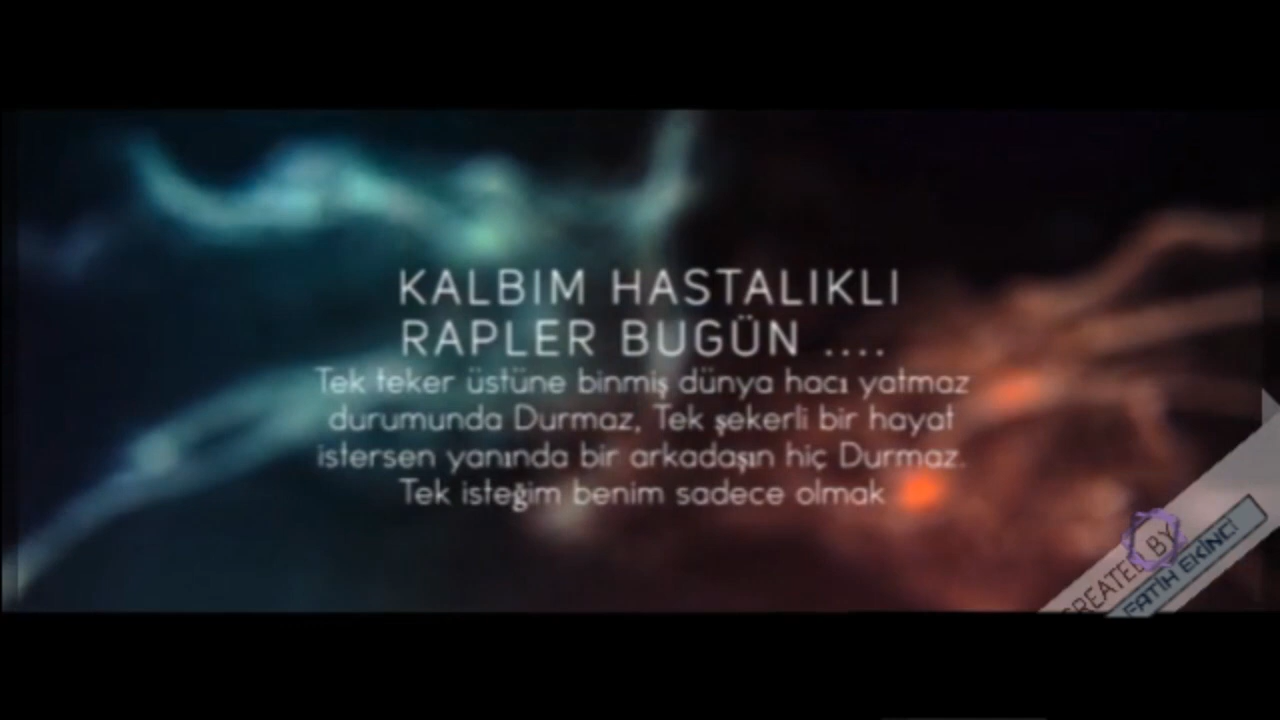 KALBIM HASTALIKLI
RAPLER BUGÜN ....
Tek teker üstüne binmiş dünya hacı yatmaz
durumunda Durmaz, Tek şekerli bir hayat
istersen yanında bir arkadaşın hiç Durmaz.
Tek isteğim benim sadece olmak
CREATED BY
FATİH EKİNCİ